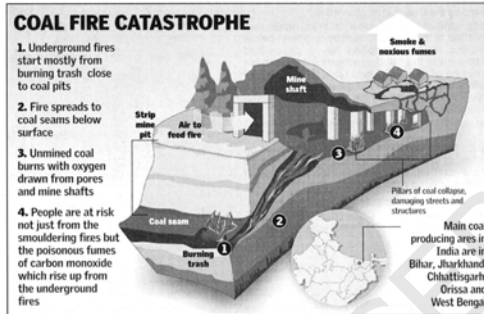 COAL FIRE CATASTROPHE
1. Underground fires
start mostly from
burning trash close
to coal pits
2. Fire spreads to
coal seams below
surface
3. Unmined coal
burns with oxygen
drawn from pores
and mine shafts
4. People are at risk
not just from the
smouldering fires but
the poisonous fumes
of carbon monoxide
which rise up from
the underground
fires
Smoke &
noxious fumes
Mine
shaft
Strip
mine
pit
Air to
feed fire
4
3
Pillars of coal collapse,
damaging streets and
structures
Coal seam
2
1
Burning
trash
Main coa
producing ares in
India are in
Bihar, Jharkhand
Chhattisgarh
Orissa and
West Benga